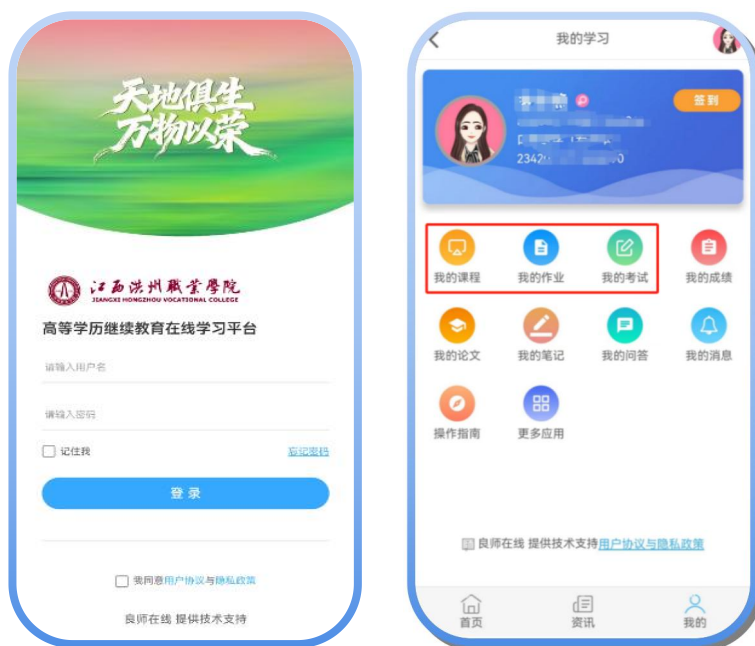 天地俱生
万物以荣
江西洪州職業學院
JIANGXI HONGZHOU VOCATIONAL COLLEGE
高等学历继续教育在线学习平台
请输入用户名
请输入密码
记住我
忘记密码
登录
我同意用户协议与隐私政策
良师在线 提供技术支持
我的学习
签到
我的课程
我的作业
我的考试
我的成绩
我的论文
我的笔记
我的问答
我的消息
操作指南
更多应用
良师在线 提供技术支持用户协议与隐私政策
首页
资讯
我的